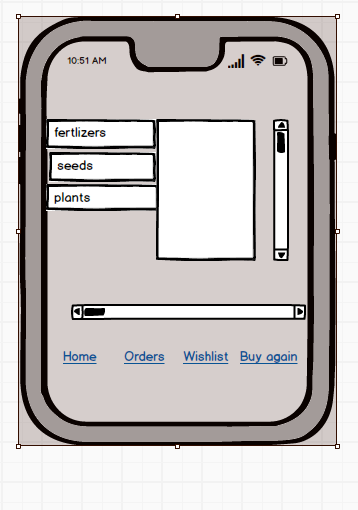 10:51 AM
fertlizers
seeds
plants
Home Orders Wishlist Buy again